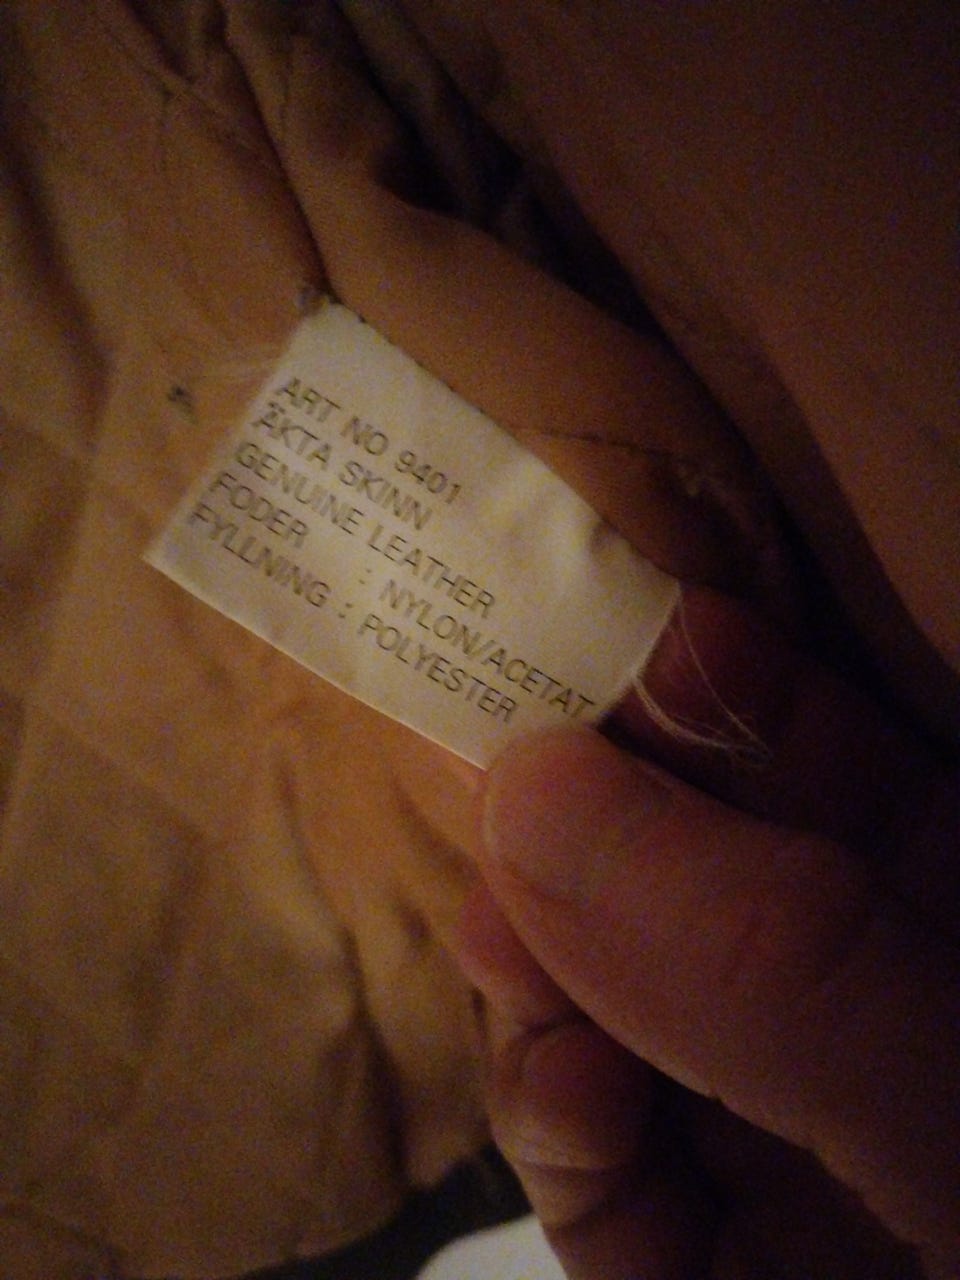 ART NO 9401
ÄKTA SKINN
GENUINE LEATHER
FODER : NYLON/ACETAT
FYLLNING : POLYESTER